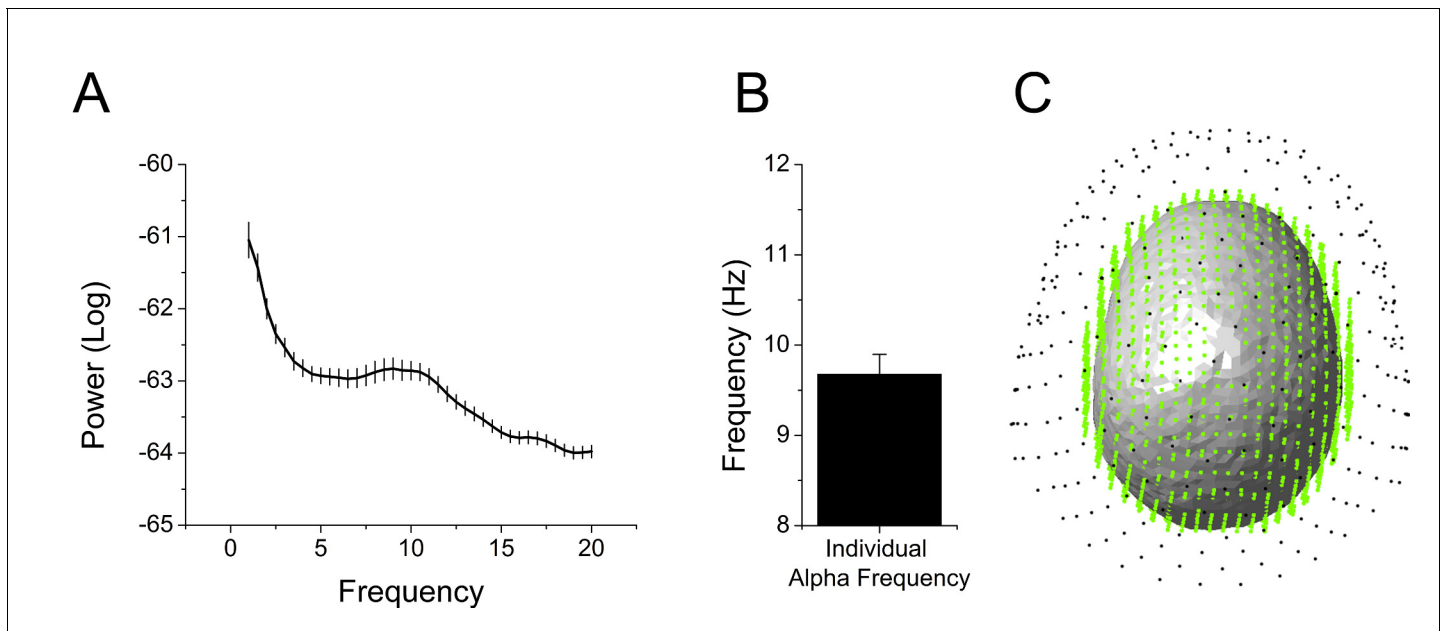 A
B
C
-60
-61
-62
-63
-64
-65
Power (Log)
0 5 10 15 20
Frequency
12
11
10
9
8
Frequency (Hz)
Individual
Alpha Frequency